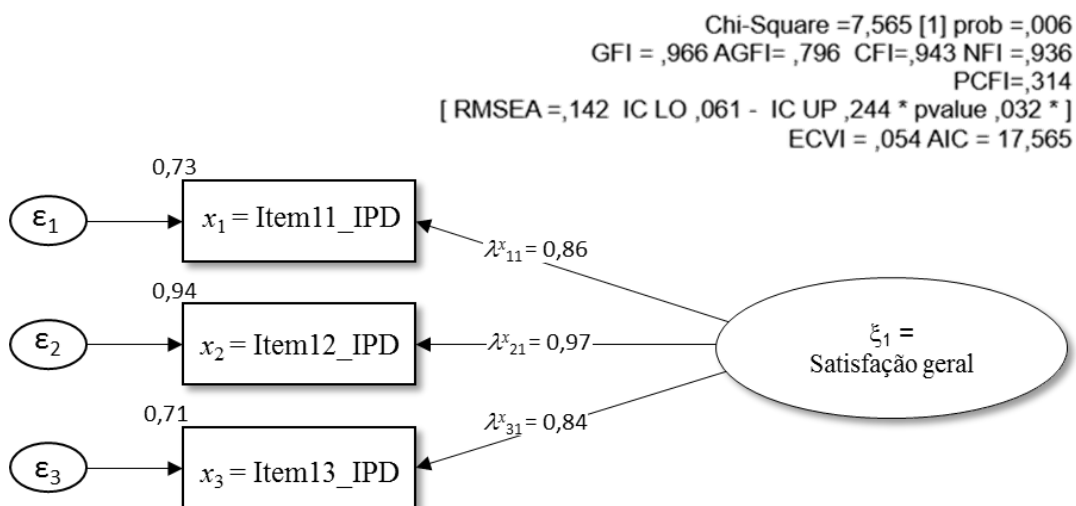 Chi-Square =7,565 [1] prob =,006
GFI = ,966 AGFI= ,796 CFI=,943 NFI =,936
PCFI=,314
[ RMSEA =,142 IC LO ,061 - IC UP ,244 * pvalue ,032 * ]
ECVI = ,054 AIC = 17,565
0,73
ε1
x1 = Item11_IPD
λx11 = 0,86
0,94
ε2
x2 = Item12_IPD
λx21 = 0,97
ξ1 =
Satisfação geral
0,71
ε3
x3 = Item13_IPD
λx31 = 0,84